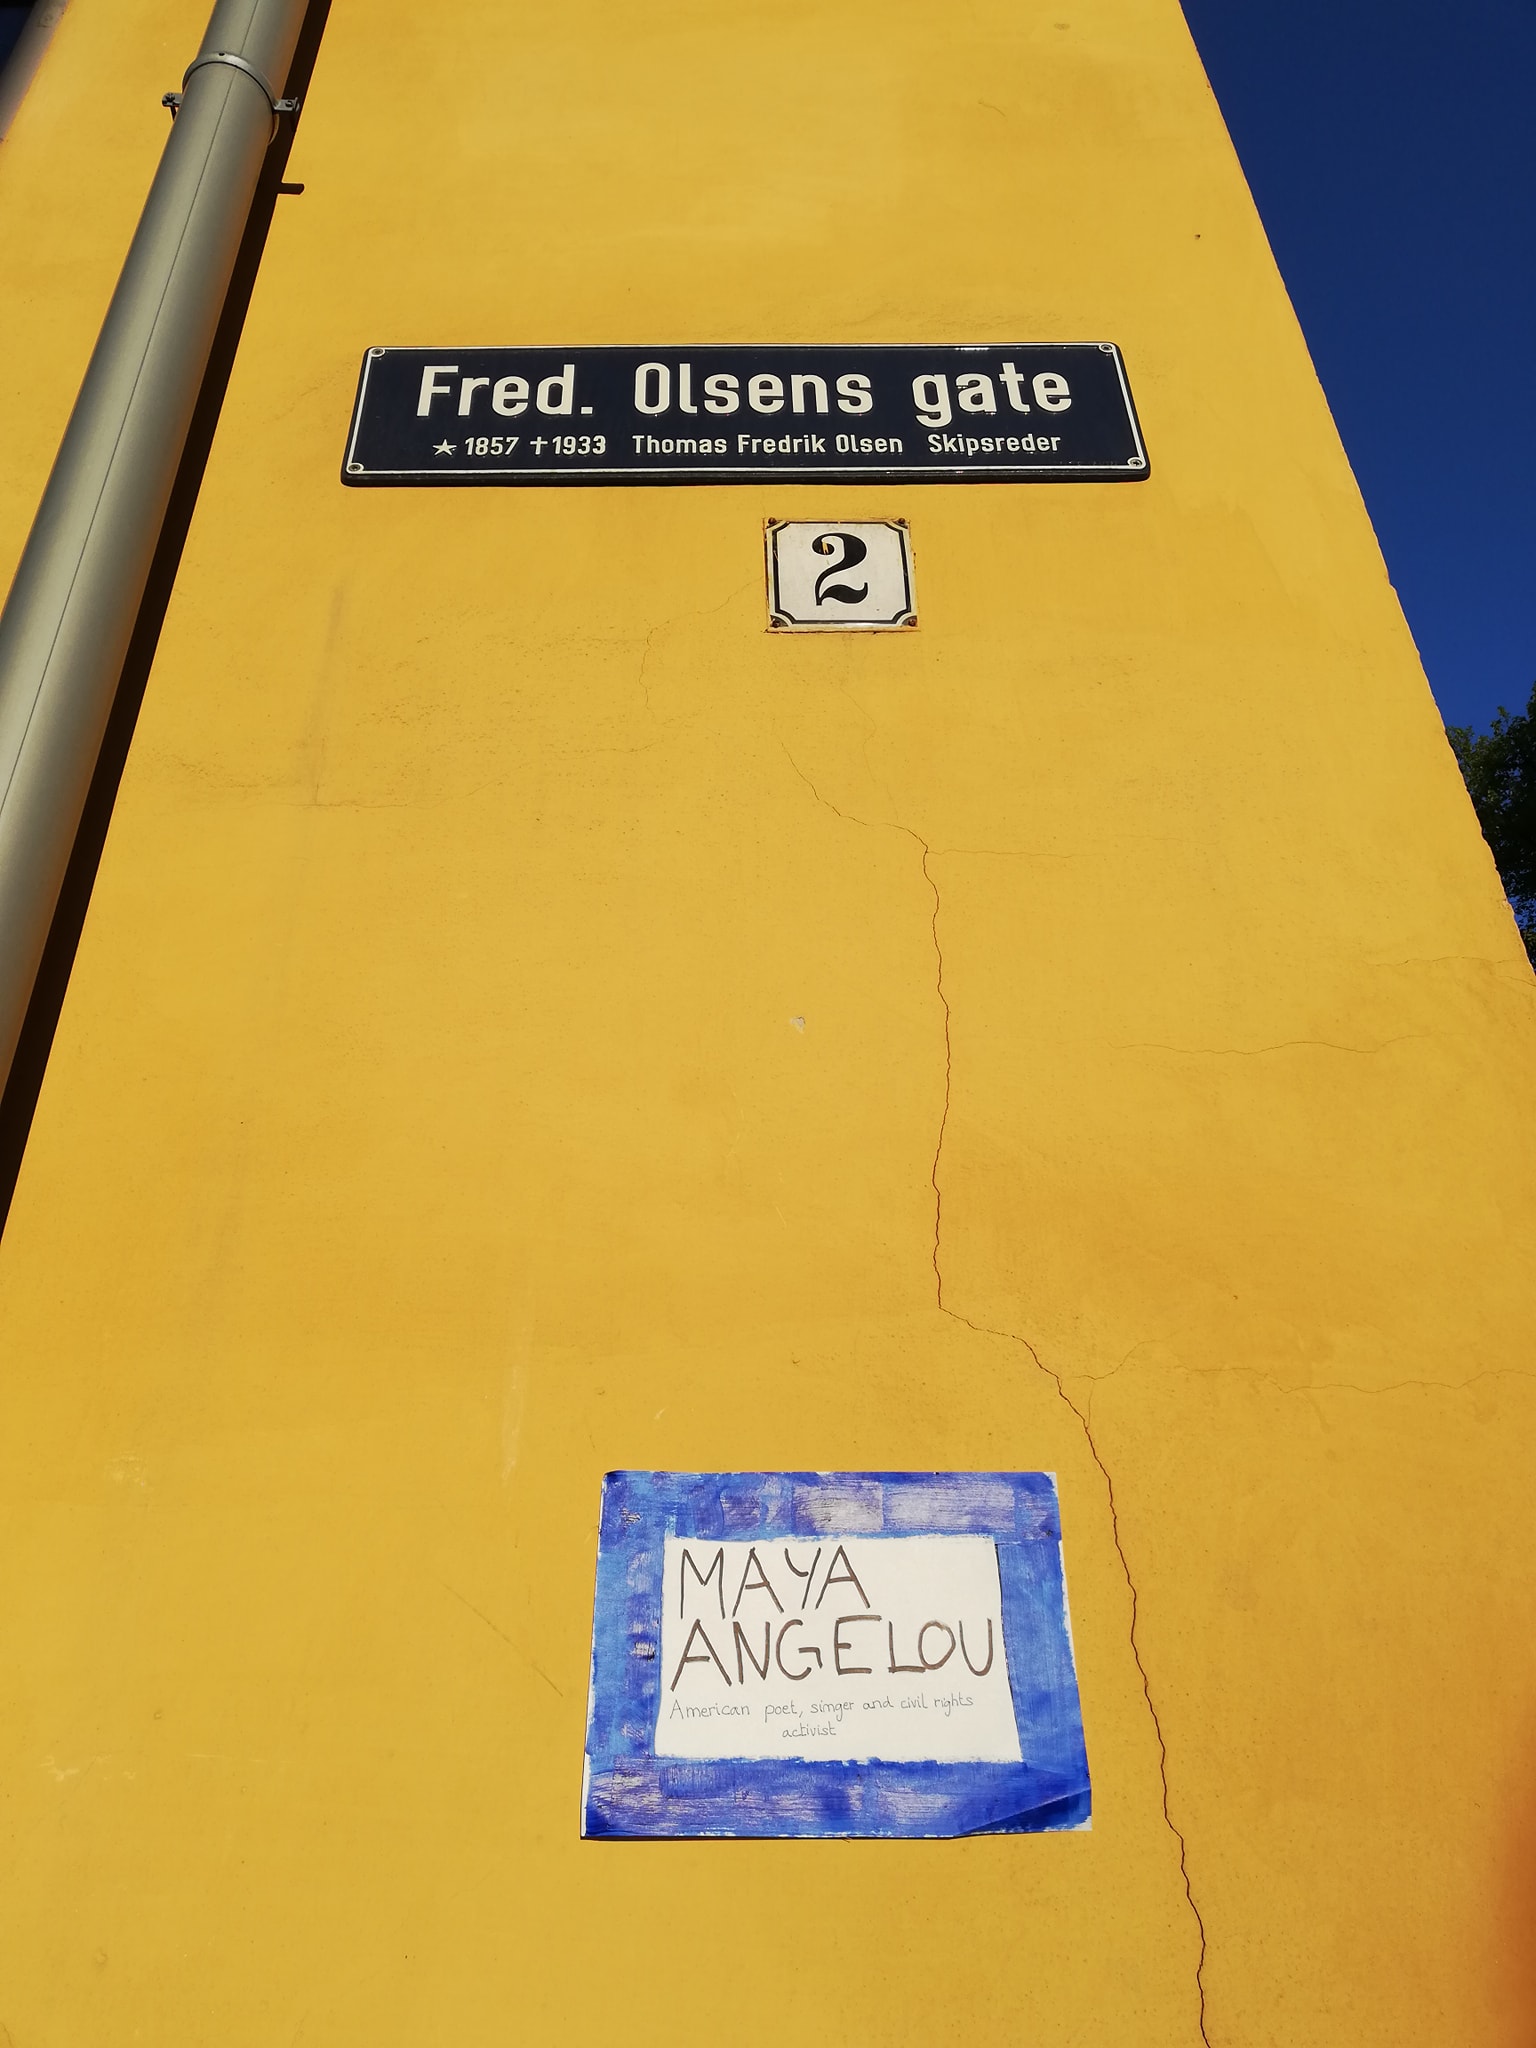 Fred. Olsens gate
★ 1857 ✝ 1933 Thomas Fredrik Olsen Skipsreder
2
MAYA
ANGELOU
American poet, singer and civil rights
activist